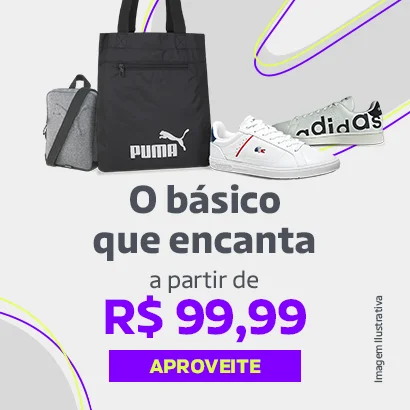 PUMA
adidas
O básico
que encanta
a partir de
R$ 99,99
APROVEITE
Imagem Ilustrativa